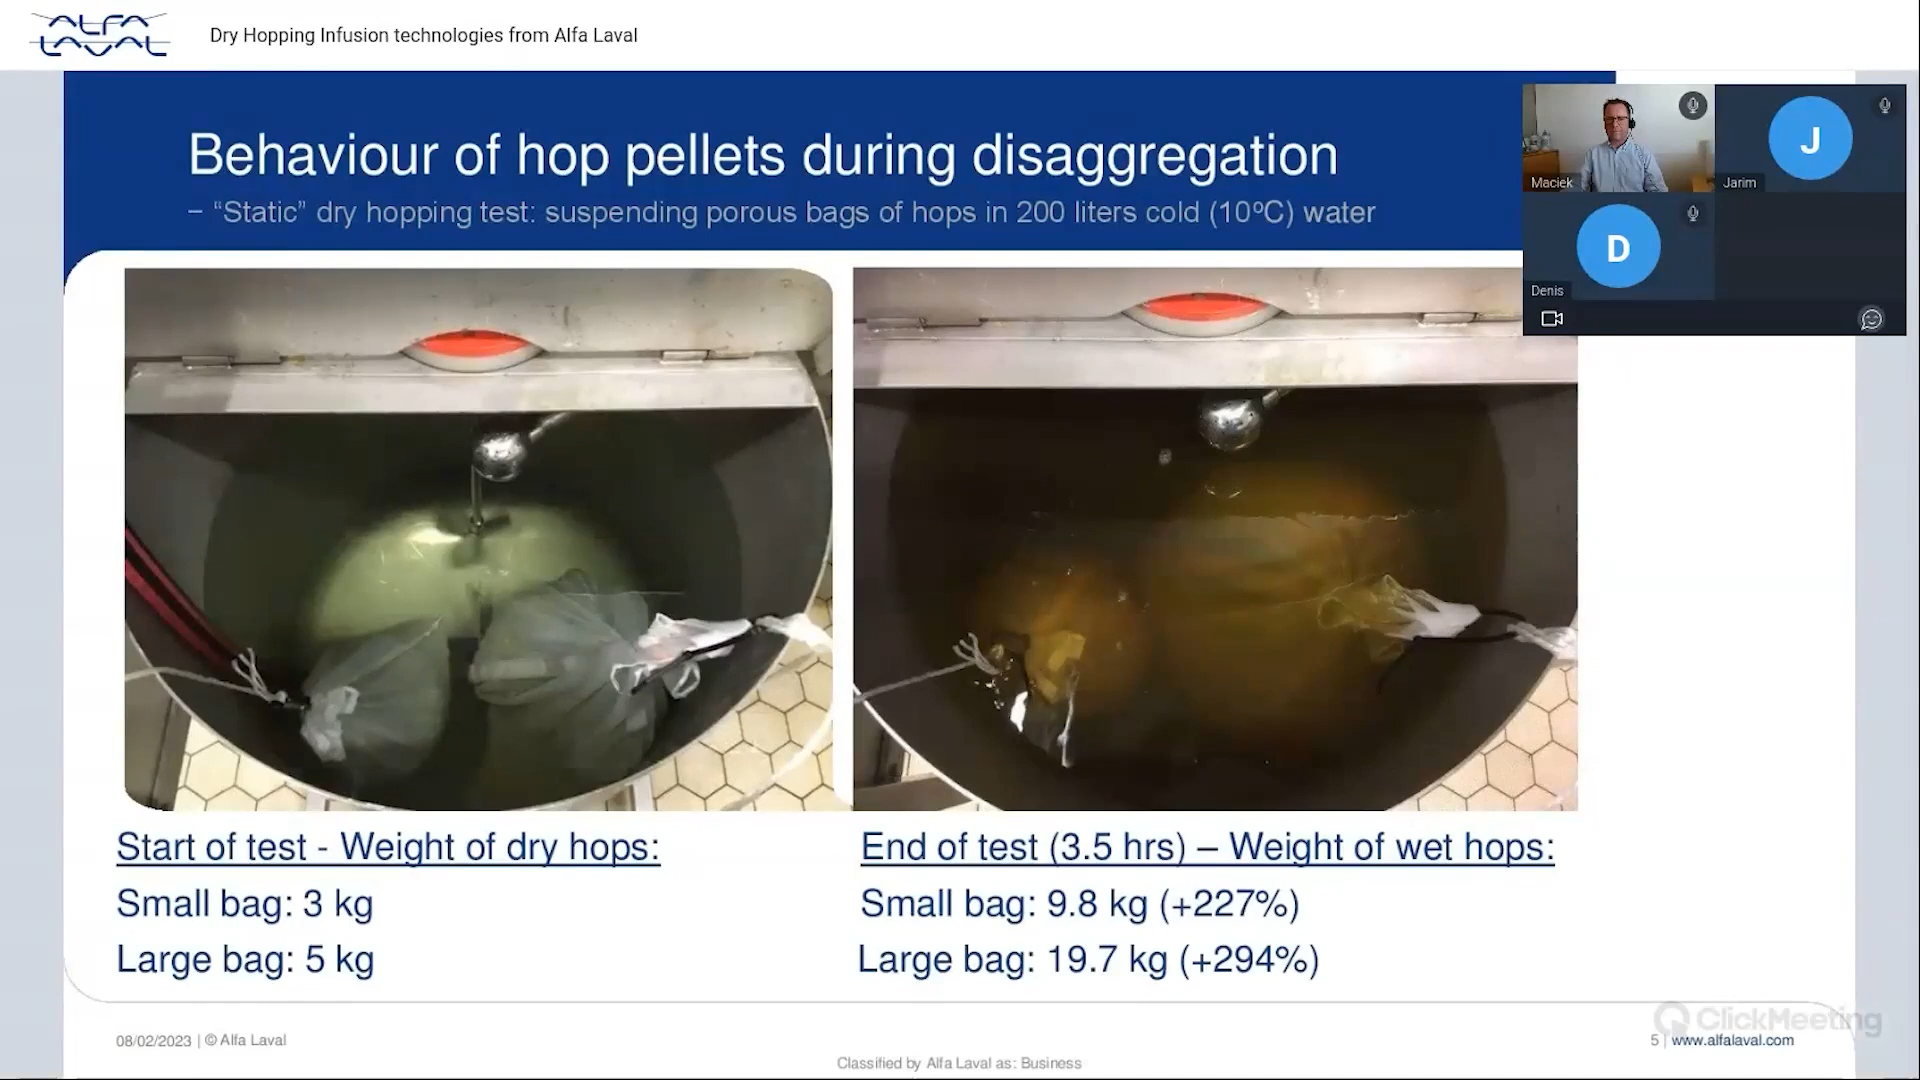 ALFA
LAVAL
Dry Hopping Infusion technologies from Alfa Laval
Behaviour of hop pellets during disaggregation
– “Static” dry hopping test: suspending porous bags of hops in 200 liters cold (10ºC) water
Maciek
J
Jarim
D
Denis
Start of test - Weight of dry hops:
Small bag: 3 kg
Large bag: 5 kg
End of test (3.5 hrs) – Weight of wet hops:
Small bag: 9.8 kg (+227%)
Large bag: 19.7 kg (+294%)
ClickMeeting
08/02/2023 | © Alfa Laval
5 | www.alfalaval.com
Classified by Alfa Laval as: Business